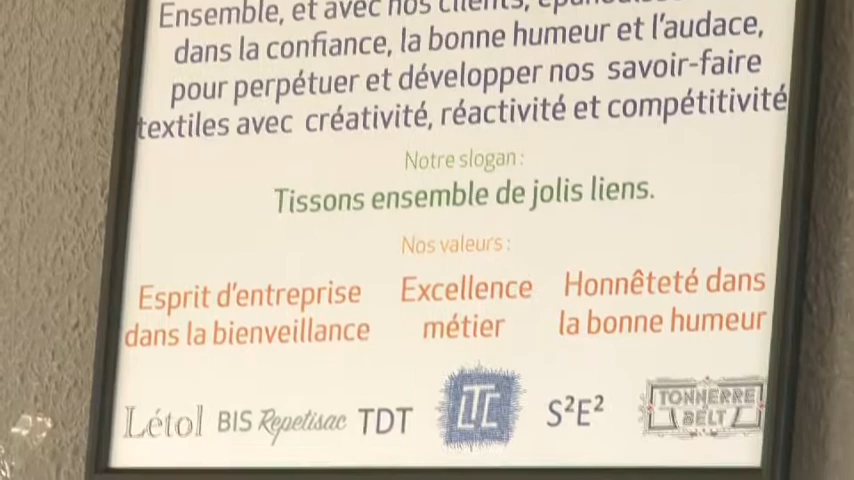 Ensemble, et avec nos clients,
dans la confiance, la bonne humeur et l'audace,
pour perpétuer et développer nos savoir-faire
textiles avec créativité, réactivité et compétitivité
Notre slogan :
Tissons ensemble de jolis liens.
Nos valeurs :
Esprit d'entreprise
dans la bienveillance
Excellence
métier
Honnêteté dans
la bonne humeur
Létol BIS Repetisac TDT LTC S²E² TONNERRE
BELT